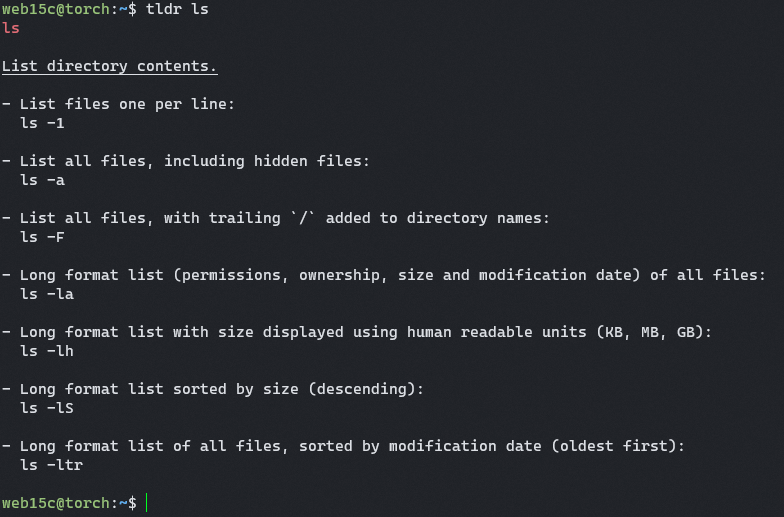 web15c@torch:~$ tldr ls
ls
List directory contents.
- List files one per line:
ls -1
- List all files, including hidden files:
ls -a
- List all files, with trailing `/` added to directory names:
ls -F
- Long format list (permissions, ownership, size and modification date) of all files:
ls -la
- Long format list with size displayed using human readable units (KB, MB, GB):
ls -lh
- Long format list sorted by size (descending):
ls -lS
- Long format list of all files, sorted by modification date (oldest first):
ls -ltr
web15c@torch:~$